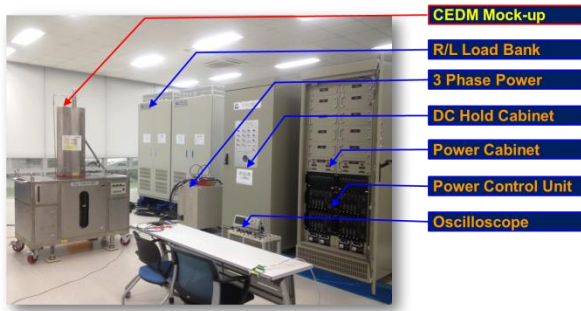 CEDM Mock-up
R/L Load Bank
3 Phase Power
DC Hold Cabinet
Power Cabinet
Power Control Unit
Oscilloscope